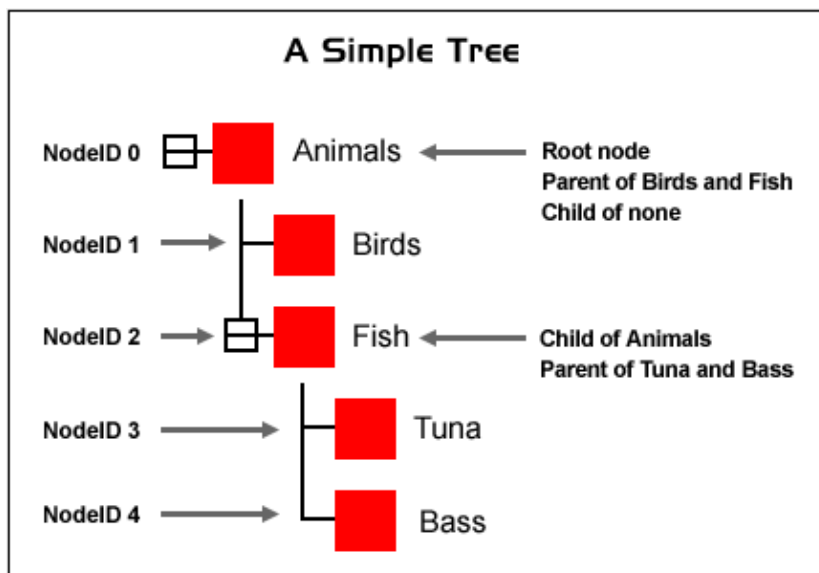 A Simple Tree
NodeID 0
Animals
Root node
Parent of Birds and Fish
Child of none
NodeID 1
Birds
NodeID 2
Fish
Child of Animals
Parent of Tuna and Bass
NodeID 3
Tuna
NodeID 4
Bass